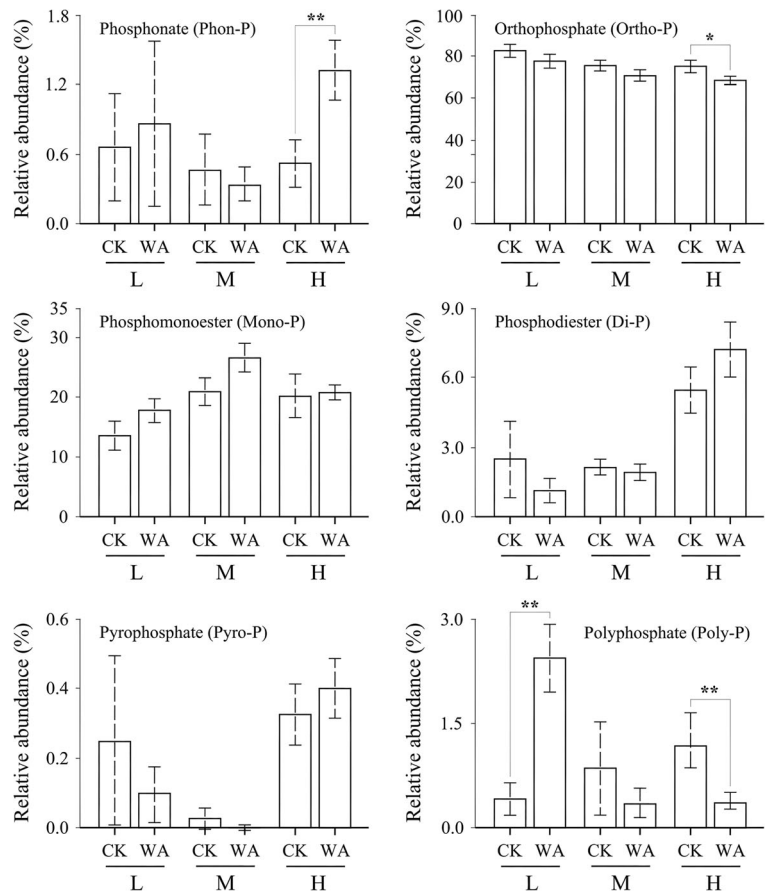 Phosphonate (Phon-P)
Relative abundance (%)
1.8
1.2
0.6
0.0
**
CK WA CK WA CK WA
L M H
Orthophosphate (Ortho-P)
Relative abundance (%)
100
80
60
40
20
0
*
CK WA CK WA CK WA
L M H
Phosphomonoester (Mono-P)
Relative abundance (%)
35
30
20
10
0
CK WA CK WA CK WA
L M H
Phosphodiester (Di-P)
Relative abundance (%)
9.0
6.0
3.0
0.0
CK WA CK WA CK WA
L M H
Pyrophosphate (Pyro-P)
Relative abundance (%)
0.6
0.4
0.2
0.0
CK WA CK WA CK WA
L M H
Polyphosphate (Poly-P)
Relative abundance (%)
3.0
1.5
0.0
**
**
CK WA CK WA CK WA
L M H